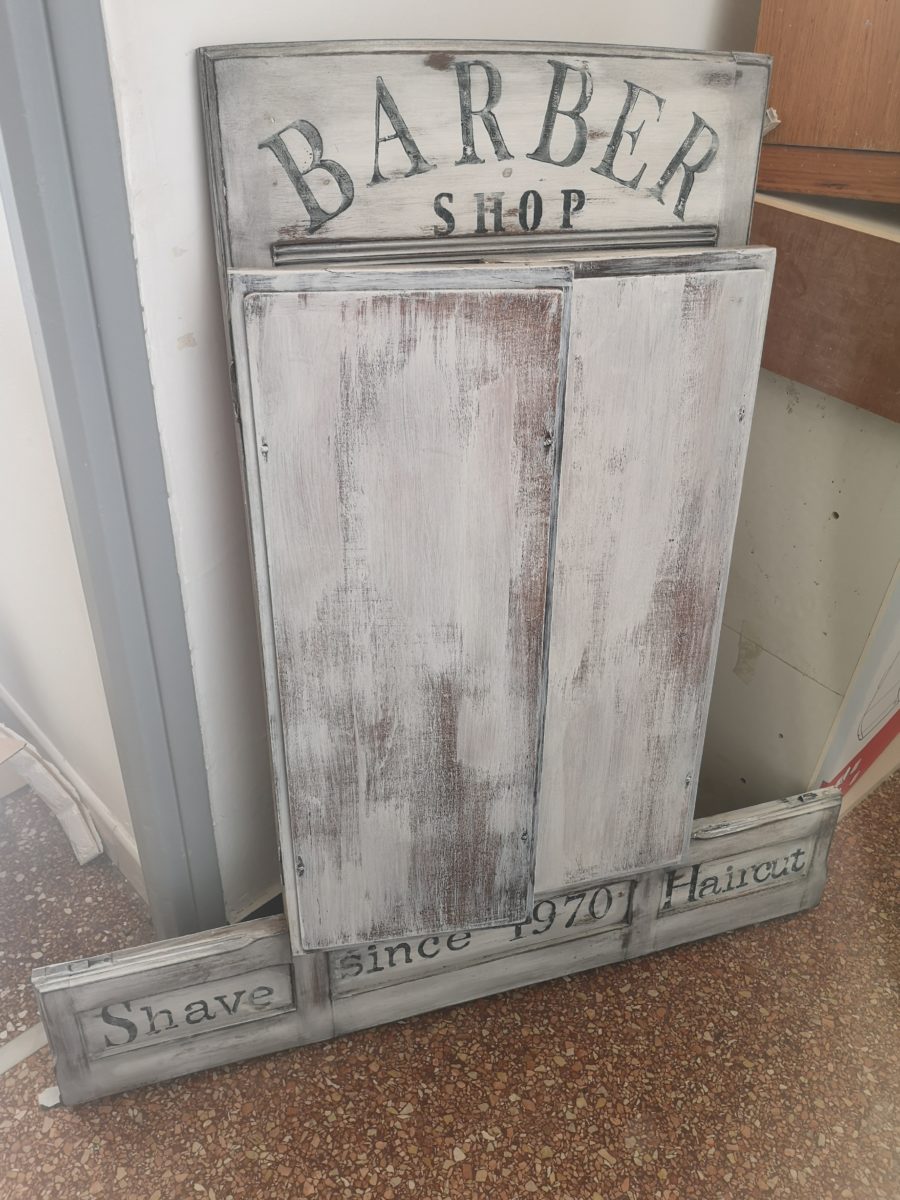 BARBER
SHOP
Shave
since 1970
Haircut